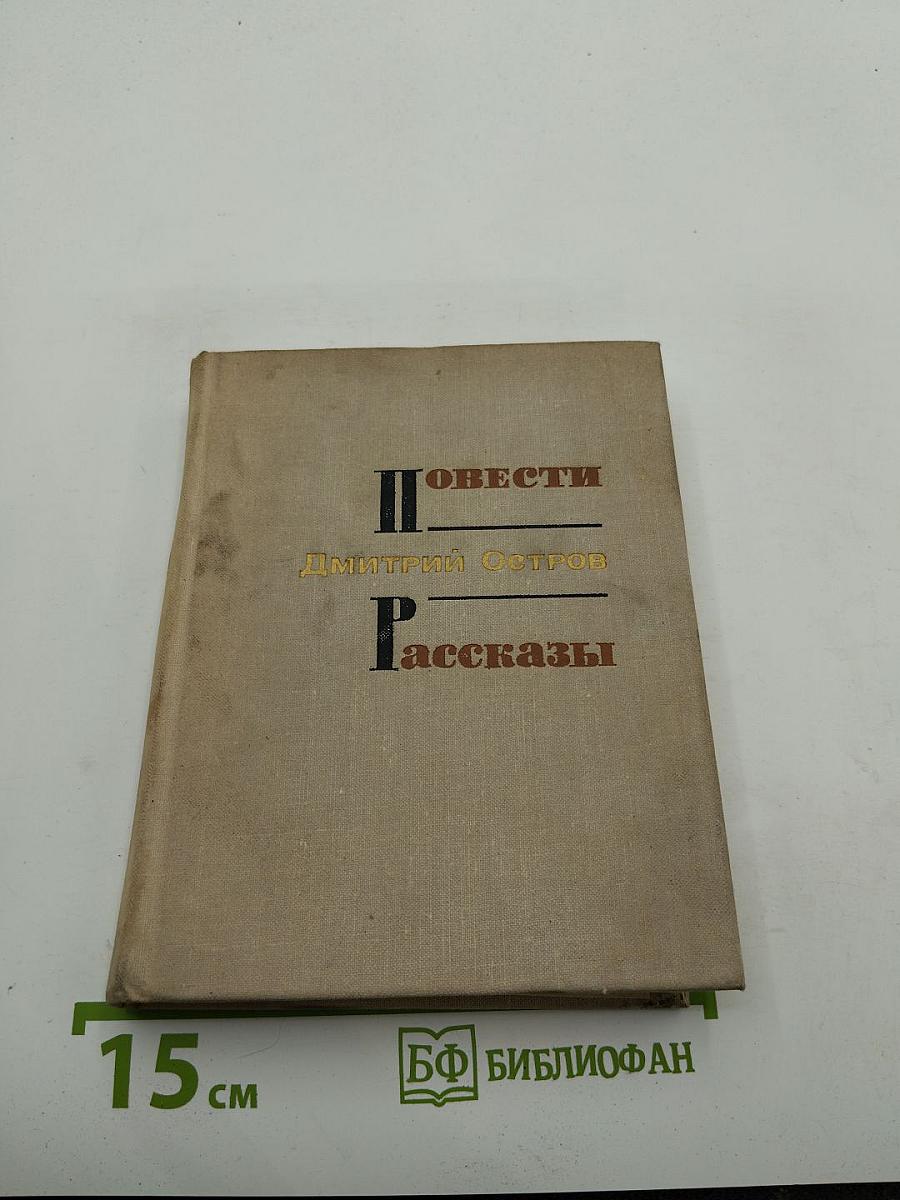 Повести
Дмитрий Остров
Рассказы
15 см
БФ БИБЛИОФАН